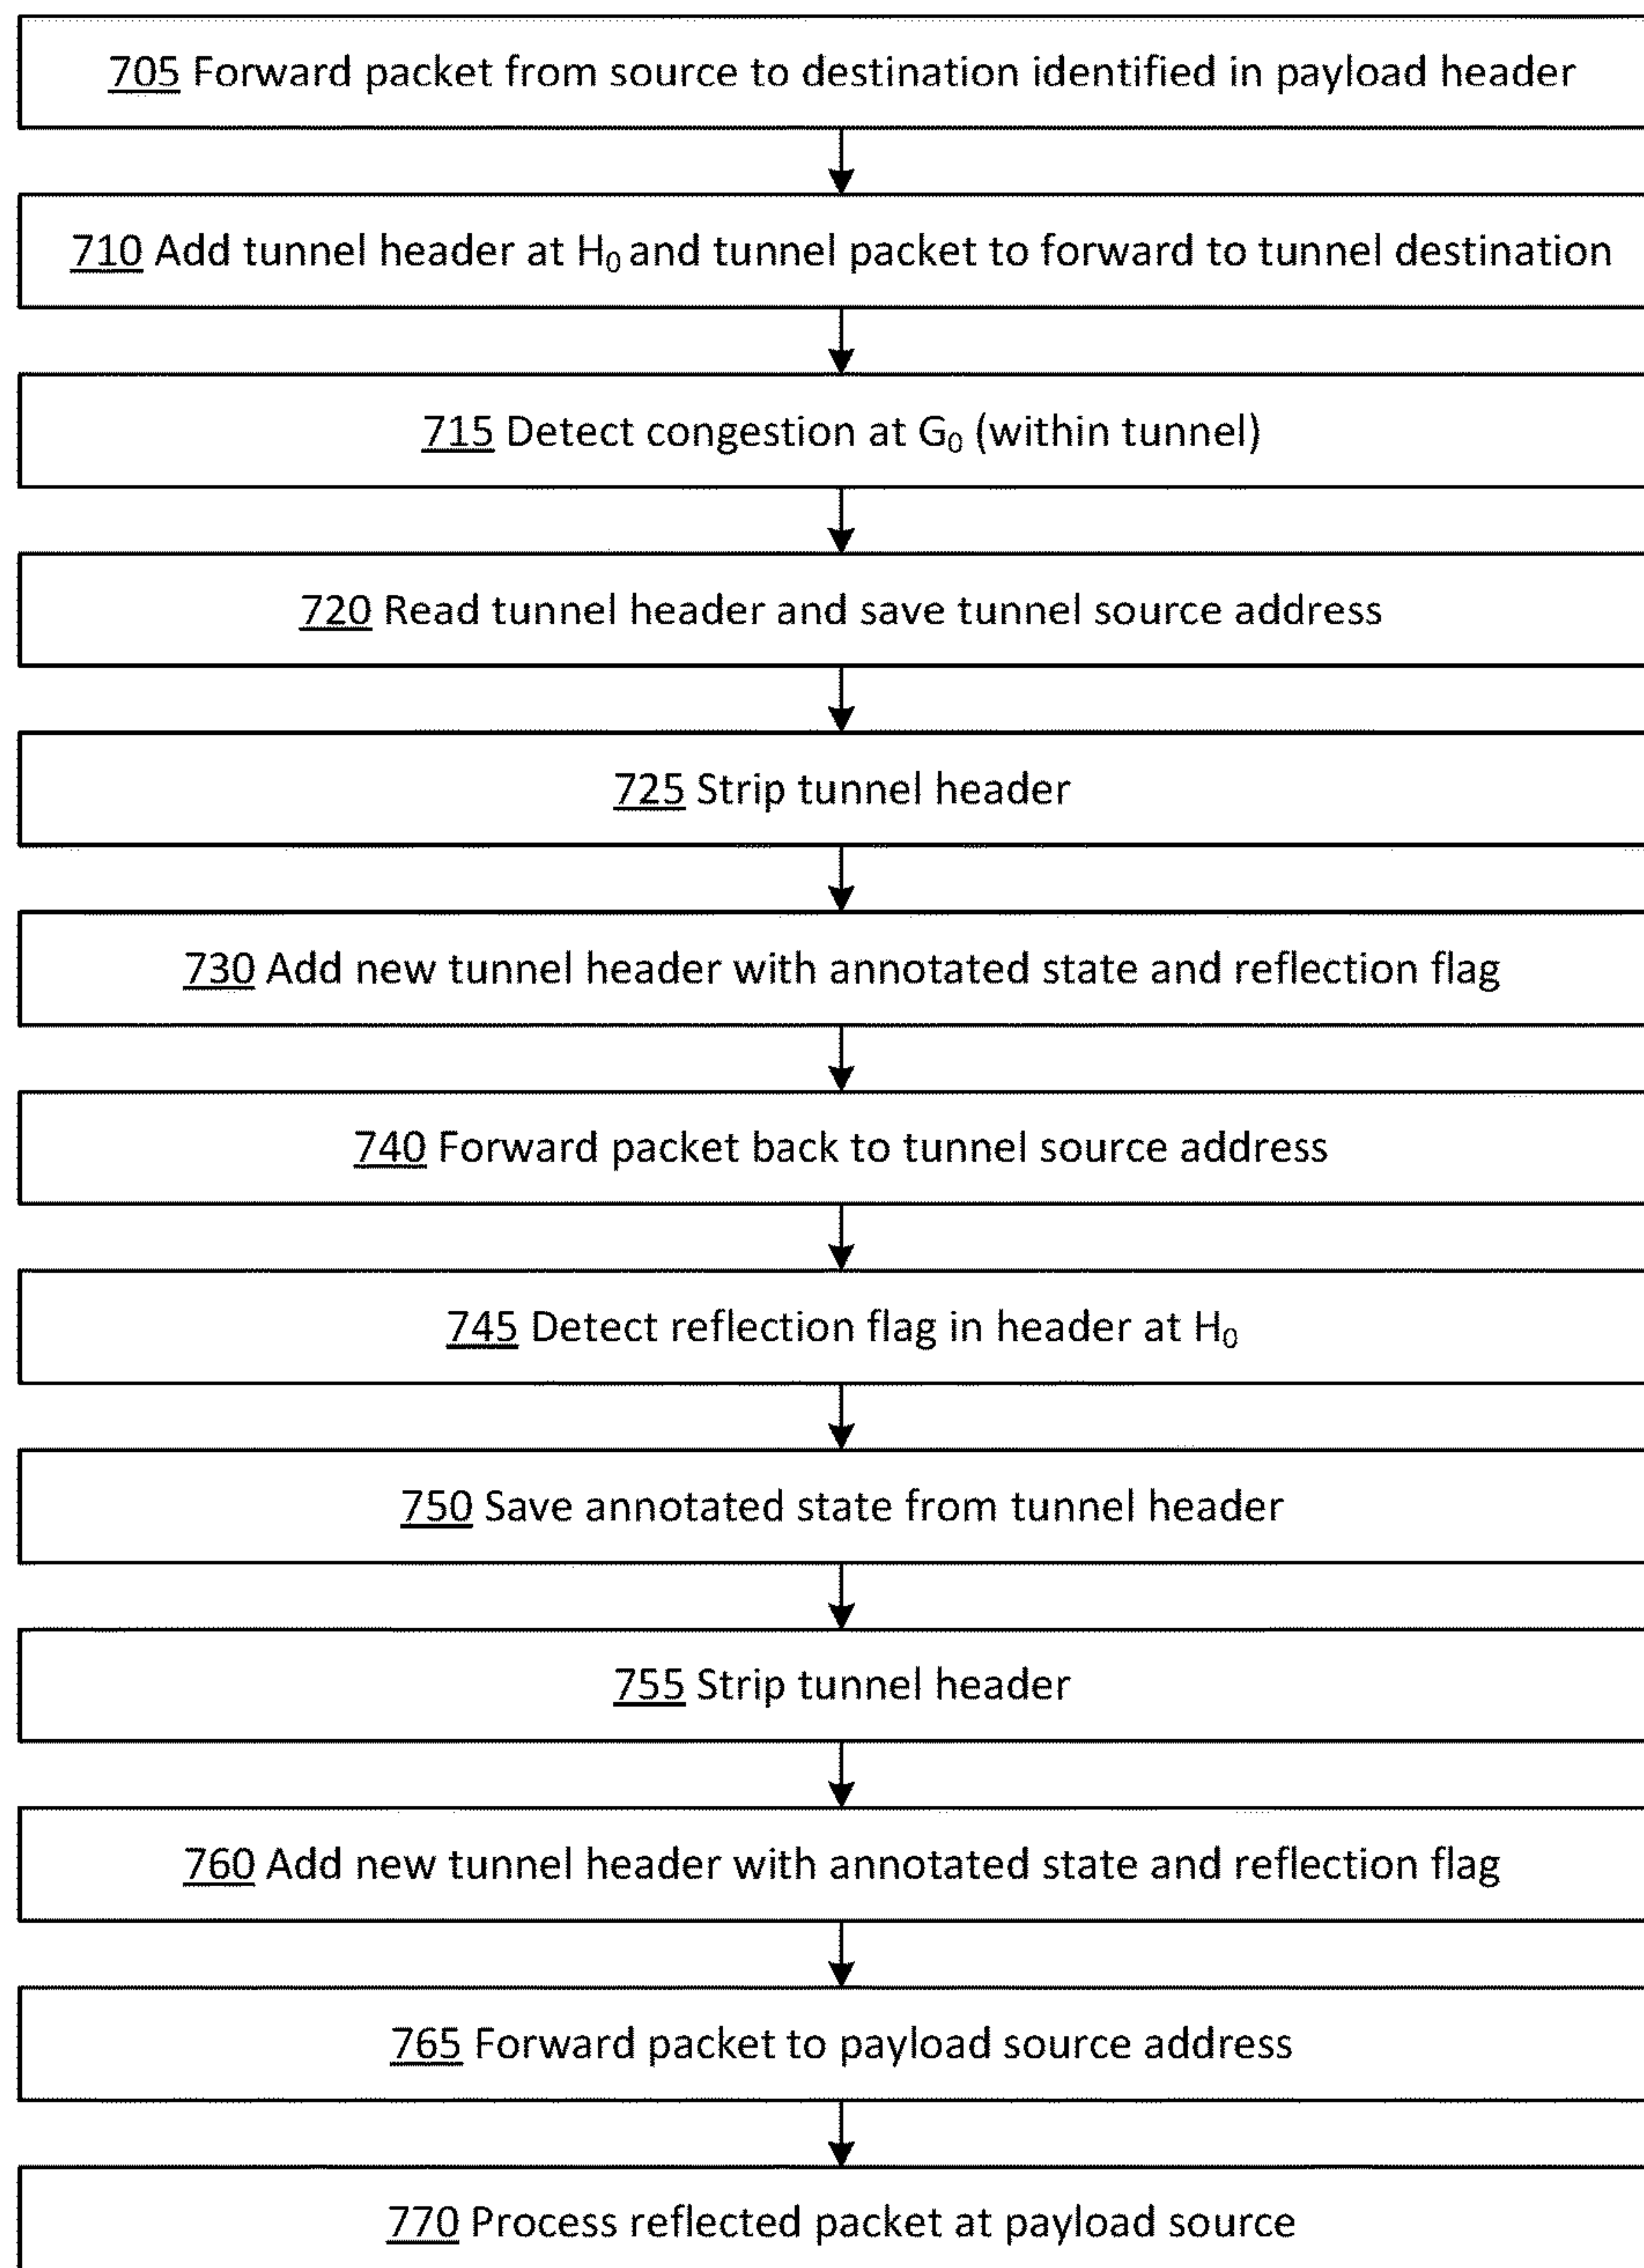 705 Forward packet from source to destination identified in payload header
710 Add tunnel header at H₀ and tunnel packet to forward to tunnel destination
715 Detect congestion at G₀ (within tunnel)
720 Read tunnel header and save tunnel source address
725 Strip tunnel header
730 Add new tunnel header with annotated state and reflection flag
740 Forward packet back to tunnel source address
745 Detect reflection flag in header at H₀
750 Save annotated state from tunnel header
755 Strip tunnel header
760 Add new tunnel header with annotated state and reflection flag
765 Forward packet to payload source address
770 Process reflected packet at payload source